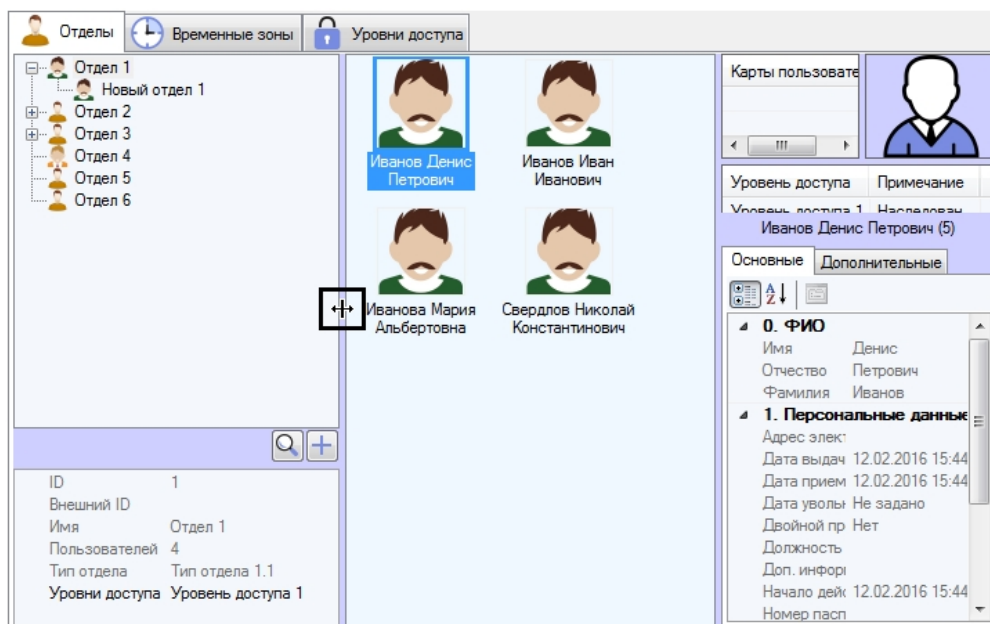 Отделы
Временные зоны
Уровни доступа
Отдел 1
Новый отдел 1
Отдел 2
Отдел 3
Отдел 4
Отдел 5
Отдел 6
ID 1
Внешний ID
Имя Отдел 1
Пользователей 4
Тип отдела Тип отдела 1.1
Уровни доступа Уровень доступа 1
Иванов Денис
Петрович
Иванов Иван
Иванович
Иванова Мария
Альбертовна
Свердлов Николай
Константинович
Карты пользовате
Уровень доступа Примечание
Уровень доступа 1 Наследован
Иванов Денис Петрович (5)
Основные Дополнительные
0. ФИО
Имя Денис
Отчество Петрович
Фамилия Иванов
1. Персональные данные
Адрес элект
Дата выдач 12.02.2016 15:44
Дата прием 12.02.2016 15:44
Дата уволь Не задано
Двойной пр Нет
Должность
Доп. инфор
Начало дей 12.02.2016 15:44
Номер пасп